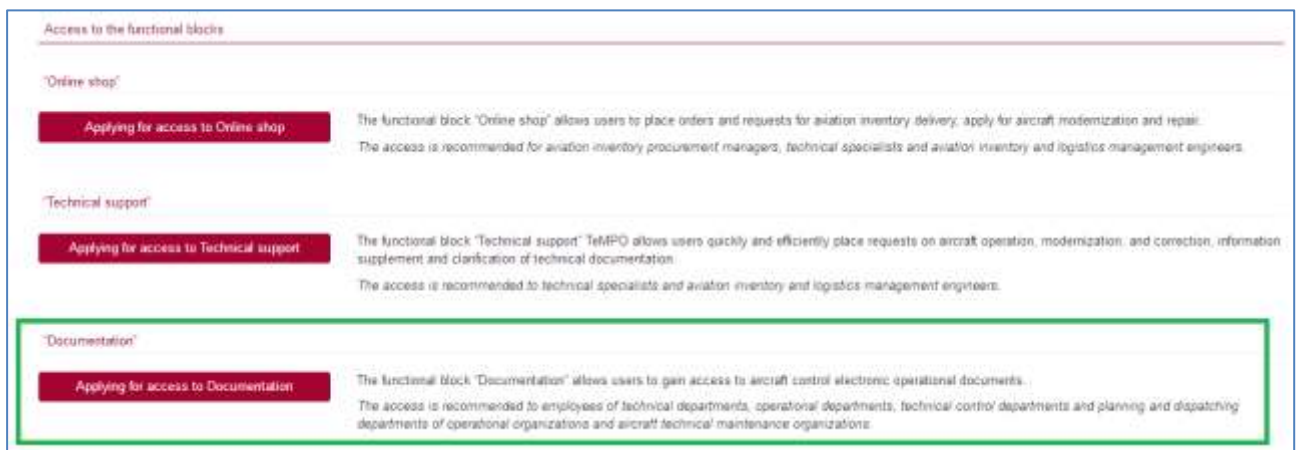 Access to the functional blocks
"Online shop"
Applying for access to Online shop
The functional block "Online shop" allows users to place orders and requests for aviation inventory delivery, apply for aircraft modernization and repair.
The access is recommended for aviation inventory procurement managers, technical specialists and aviation inventory and logistics management engineers.
"Technical support"
Applying for access to Technical support
The functional block "Technical support" TeMPO allows users quickly and efficiently place requests on aircraft operation, modernization, and correction, information
supplement and clarification of technical documentation.
The access is recommended to technical specialists and aviation inventory and logistics management engineers.
"Documentation"
Applying for access to Documentation
The functional block "Documentation" allows users to gain access to aircraft control electronic operational documents.
The access is recommended to employees of technical departments, operational departments, technical control departments and planning and dispatching
departments of operational organizations and aircraft technical maintenance organizations.